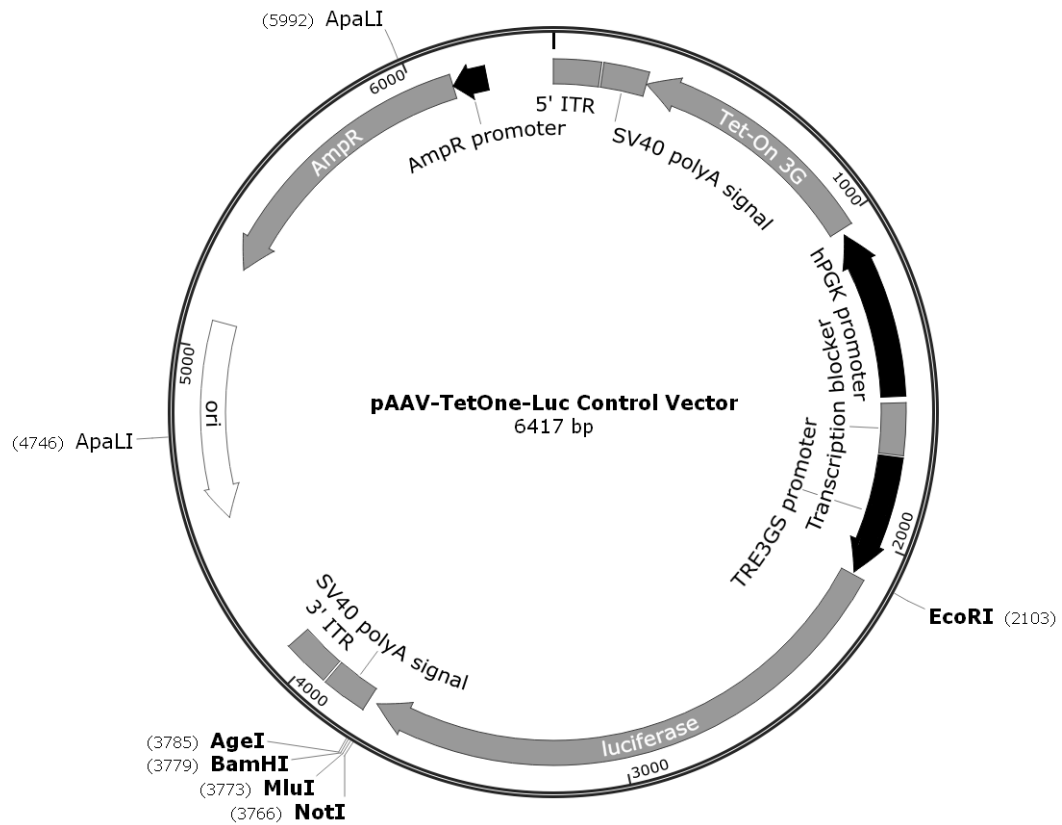 (5992) ApaLI
6000
5' ITR
AmpR promoter
SV40 polyA signal
Tet-On 3G
AmpR
1000
hPGK promoter
Transcription blocker
5000
ori
pAAV-TetOne-Luc Control Vector
6417 bp
(4746) ApaLI
TRE3GS promoter
2000
EcoRI (2103)
SV40 polyA signal
3' ITR
4000
luciferase
3000
(3785) AgeI
(3779) BamHI
(3773) MluI
(3766) NotI